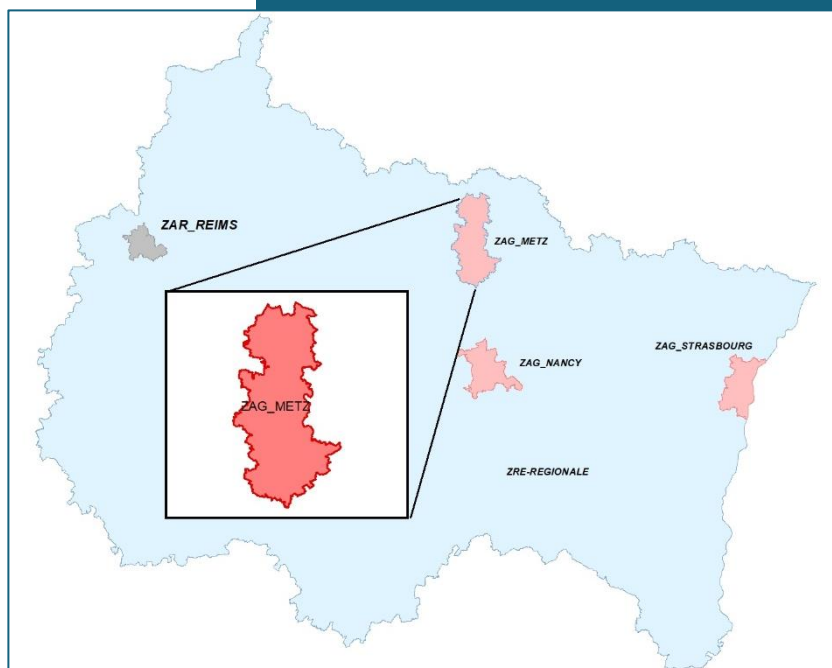 ZAR_REIMS
ZAG_METZ
ZAG_STRASBOURG
ZAG_NANCY
ZAG_METZ
ZRE-REGIONALE